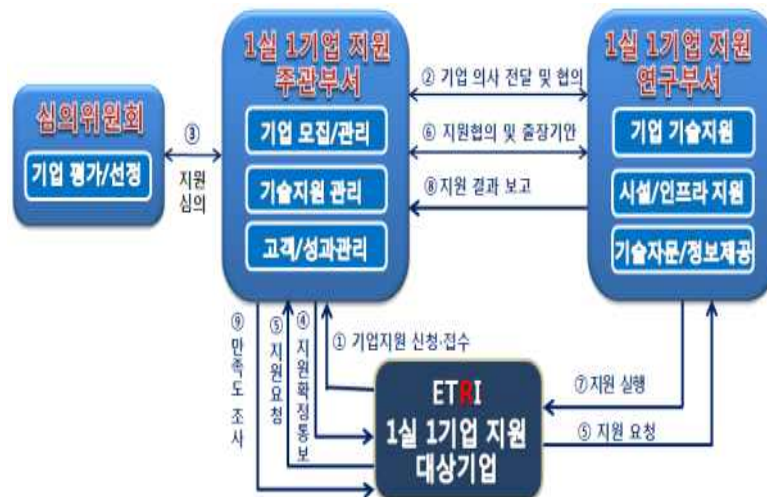 심의위원회
기업 평가/선정
③
지원
심의
1실 1기업 지원
주관부서
기업 모집/관리
기술지원 관리
고객/성과관리
② 기업 의사 전달 및 협의
⑥ 지원협의 및 출장기안
⑧ 지원 결과 보고
1실 1기업 지원
연구부서
기업 기술지원
시설/인프라 지원
기술자문/정보제공
⑨ 만족도 조사
⑤ 지원요청
④ 지원확정통보
① 기업지원 신청·접수
ETRI
1실 1기업 지원
대상기업
⑦ 지원 실행
⑤ 지원 요청